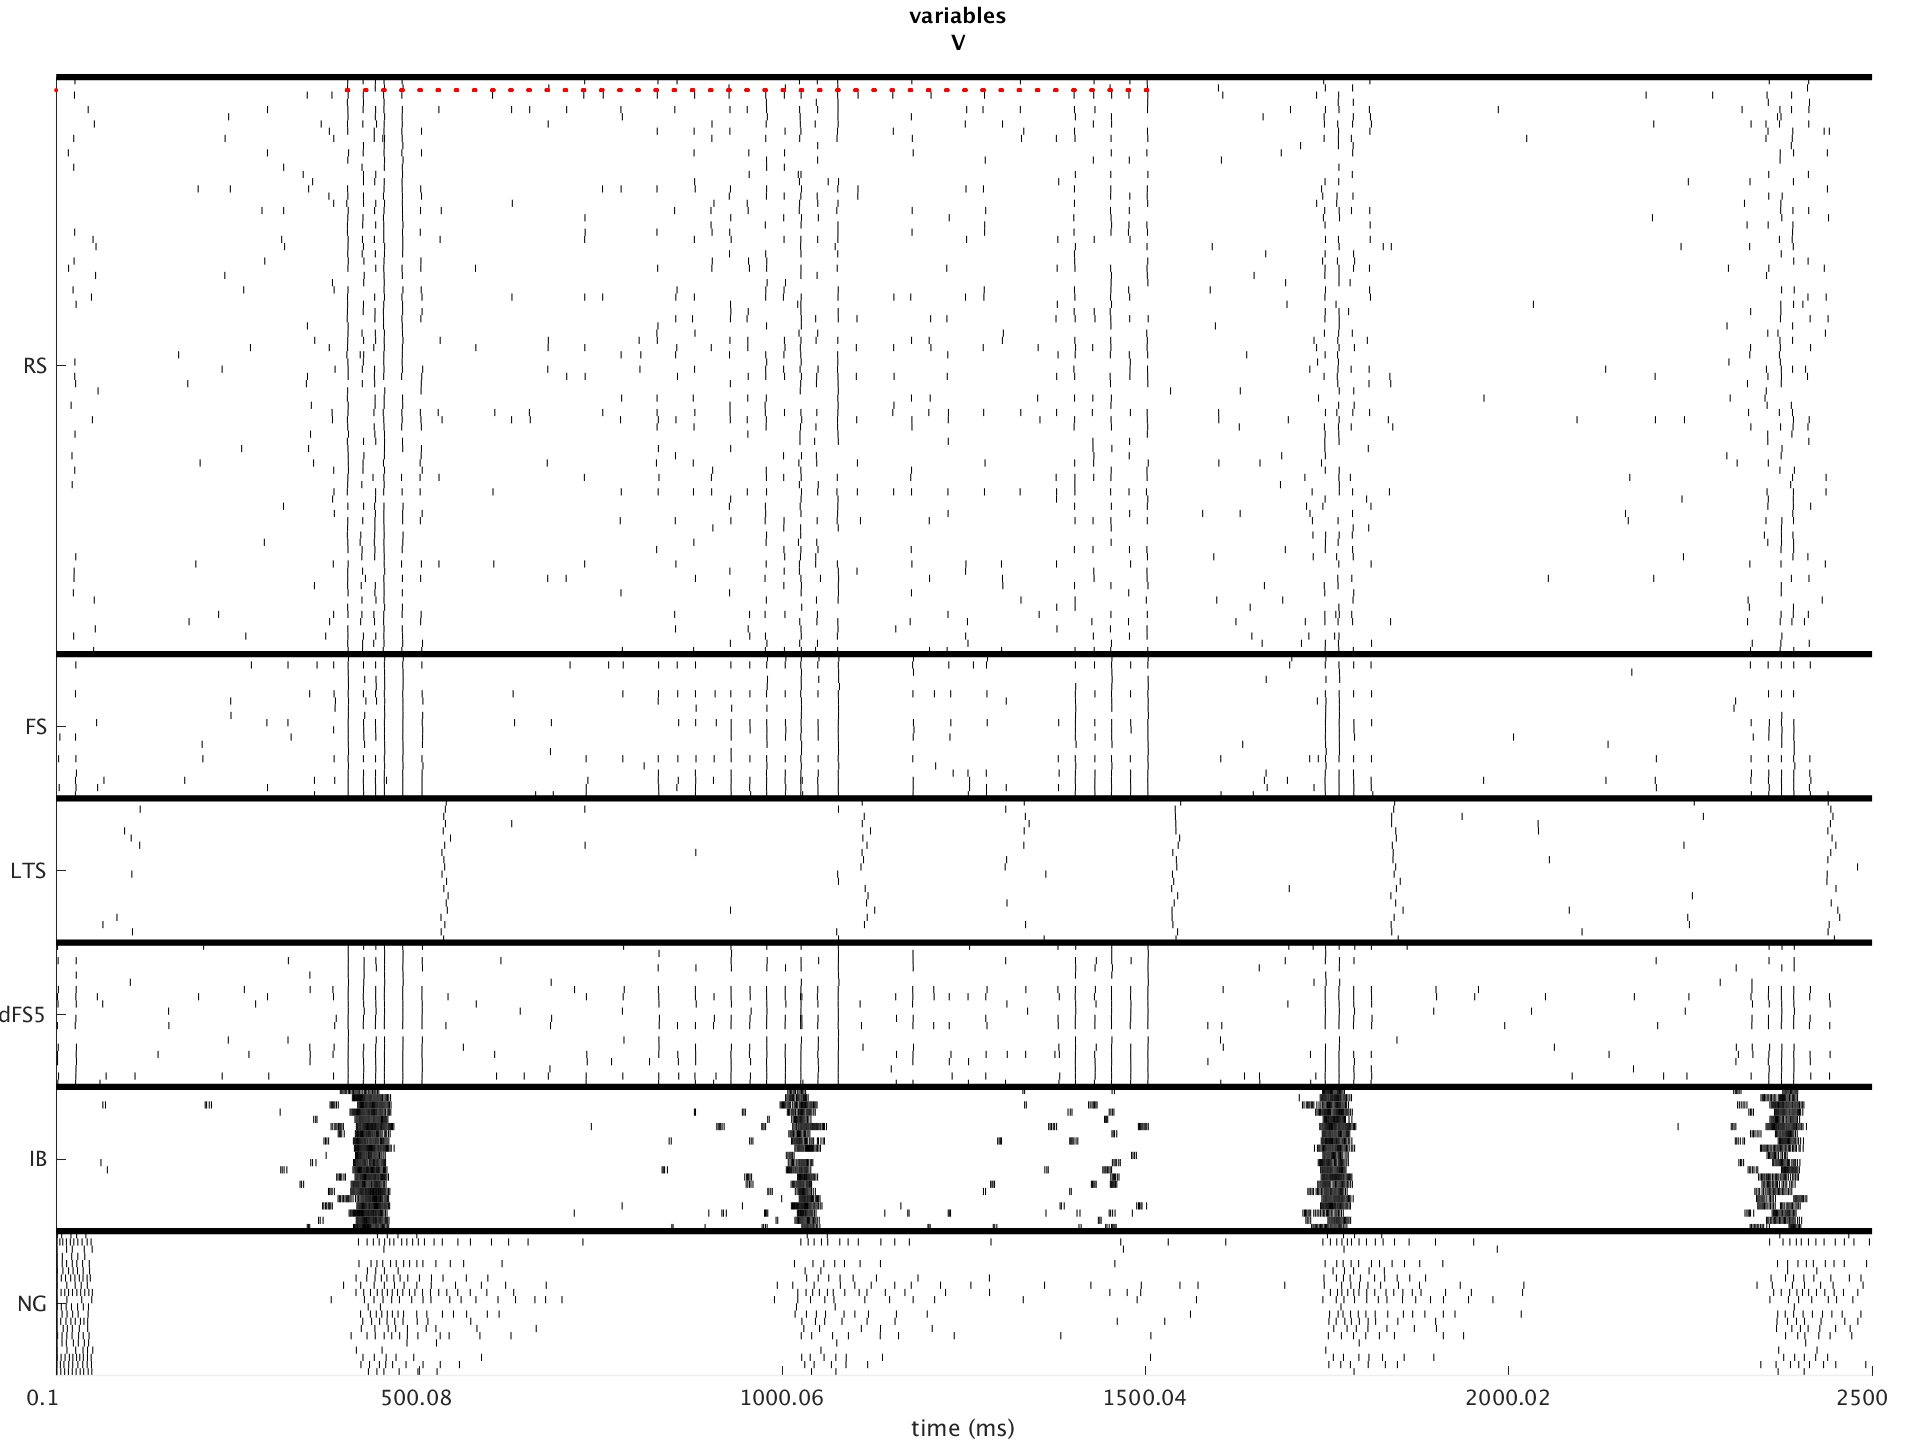 variables
V
RS
FS
LTS
dFS5
IB
NG
0.1
500.08
1000.06
1500.04
2000.02
2500
time (ms)